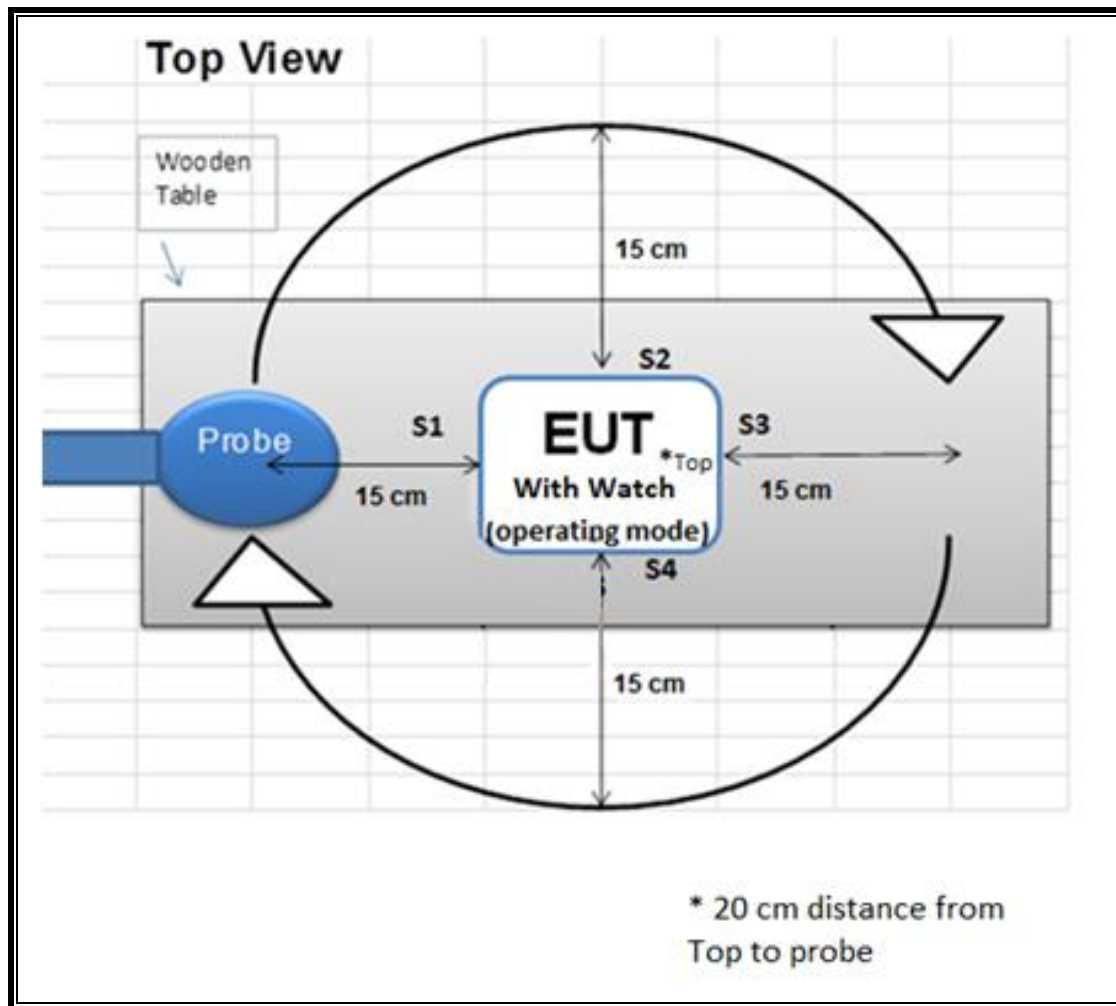 Top View
Wooden
Table
15 cm
S2
Probe
S1
EUT
*Top
S3
With Watch
15 cm
15 cm
(operating mode)
S4
15 cm
* 20 cm distance from
Top to probe